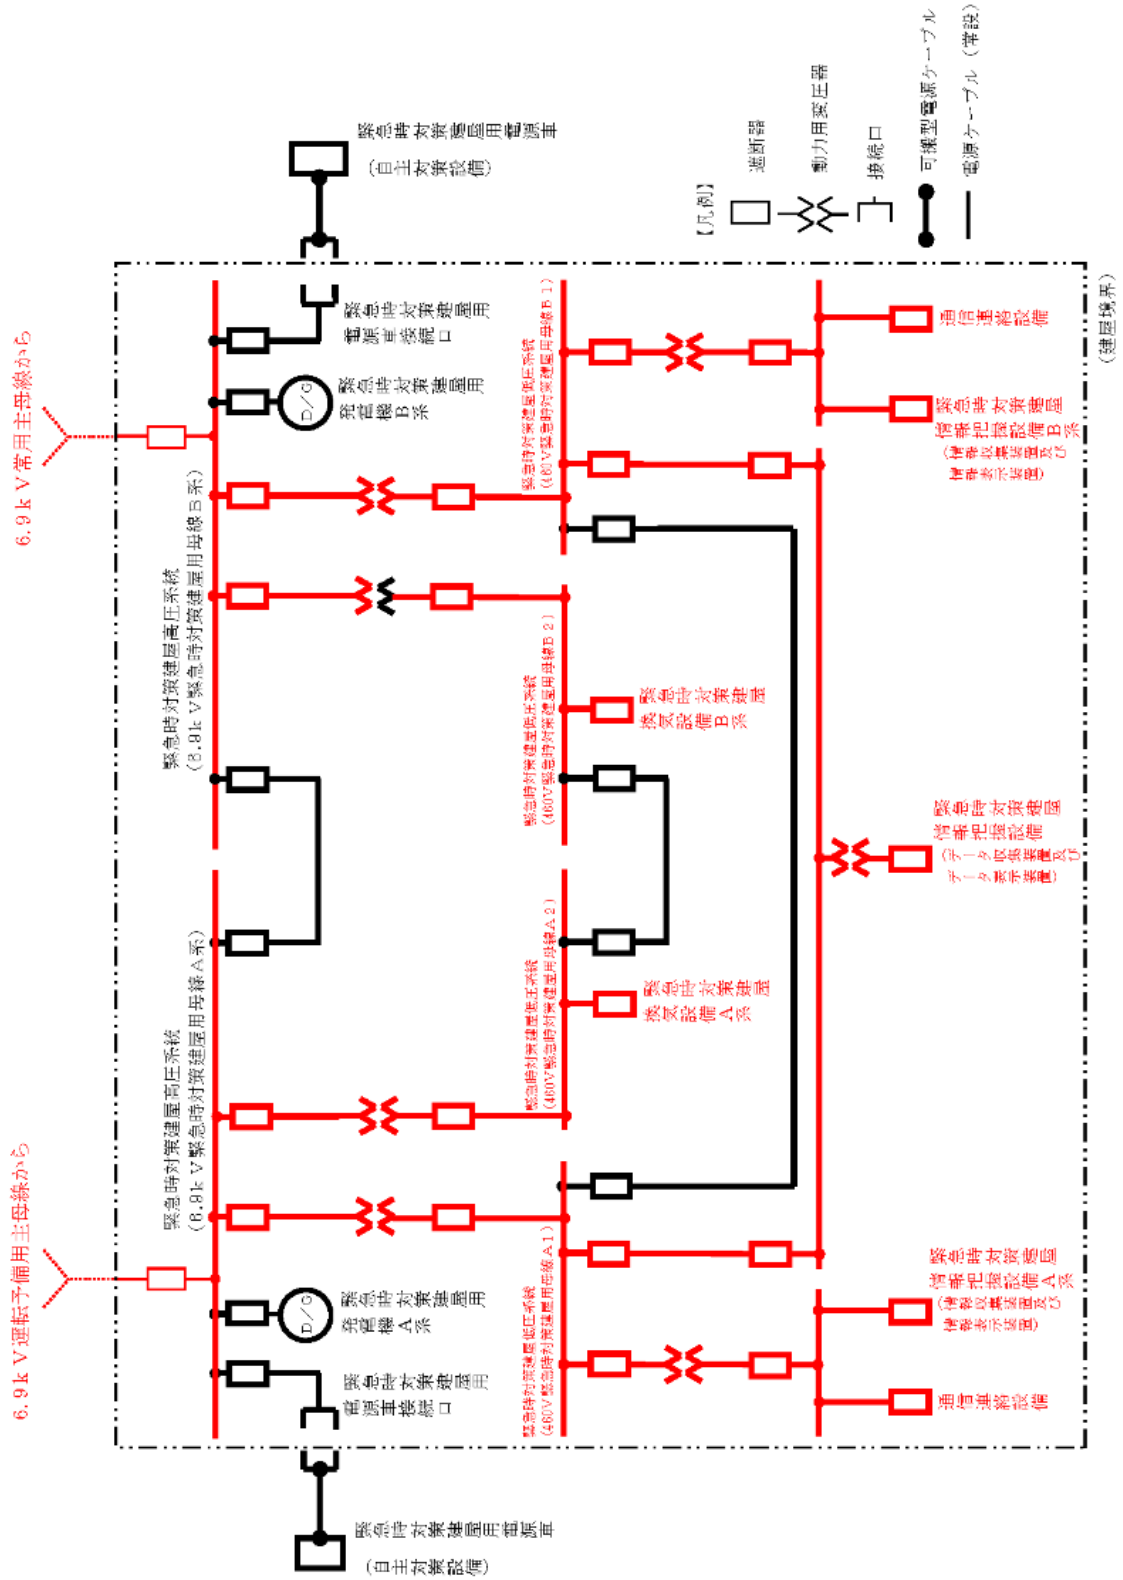 6.9kV運転予備用主母線から
6.9kV常用主母線から
緊急時対策建屋高圧系統
(6.9kV緊急時対策建屋用母線A系)
緊急時対策建屋高圧系統
(6.9kV緊急時対策建屋用母線B系)
緊急時対策建屋用電源車
(自主対策設備)
緊急時対策建屋用
電源車接続口
D/G
緊急時対策建屋用
発電機A系
D/G
緊急時対策建屋用
発電機B系
緊急時対策建屋用
電源車接続口
緊急時対策建屋用電源車
(自主対策設備)
緊急時対策建屋低圧系統
(460V緊急時対策建屋用母線A1)
緊急時対策建屋低圧系統
(460V緊急時対策建屋用母線A2)
緊急時対策建屋低圧系統
(460V緊急時対策建屋用母線B2)
緊急時対策建屋低圧系統
(460V緊急時対策建屋用母線B1)
緊急時対策建屋
換気設備A系
緊急時対策建屋
換気設備B系
通信連絡設備
緊急時対策建屋
情報把握設備A系
(情報収集装置及び
情報表示装置)
緊急時対策建屋
情報把握設備
(データ収集装置及び
データ表示装置)
緊急時対策建屋
情報把握設備B系
(情報収集装置及び
情報表示装置)
通信連絡設備
(建屋境界)
【凡例】
遮断器
動力用変圧器
接続口
可搬型電源ケーブル
電源ケーブル(常設)